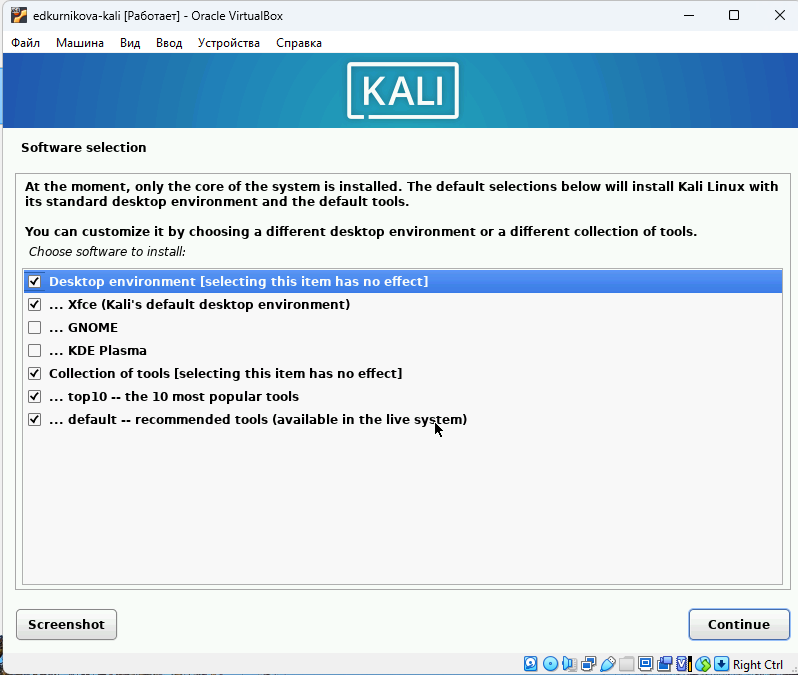 edkurnikova-kali [Работает] - Oracle VirtualBox
Файл Машина Вид Ввод Устройства Справка
KALI
Software selection
At the moment, only the core of the system is installed. The default selections below will install Kali Linux with
its standard desktop environment and the default tools.
You can customize it by choosing a different desktop environment or a different collection of tools.
Choose software to install:
Desktop environment [selecting this item has no effect]
... Xfce (Kali's default desktop environment)
... GNOME
... KDE Plasma
Collection of tools [selecting this item has no effect]
... top10 -- the 10 most popular tools
... default -- recommended tools (available in the live system)
Screenshot Continue
Right Ctrl